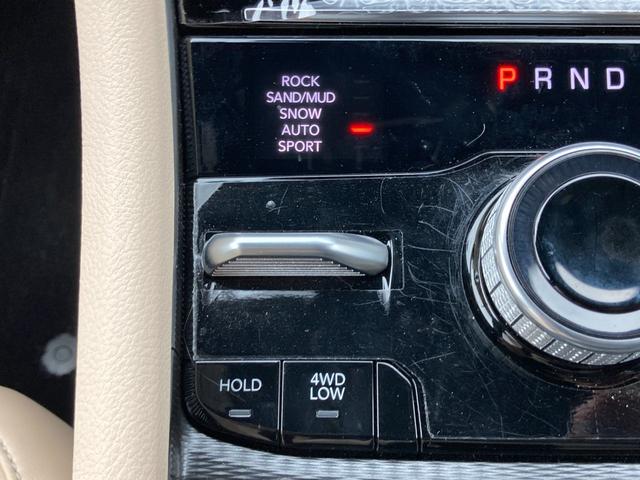 ROCK
SAND/MUD
SNOW
AUTO
SPORT
P R N D
HOLD
4WD
LOW